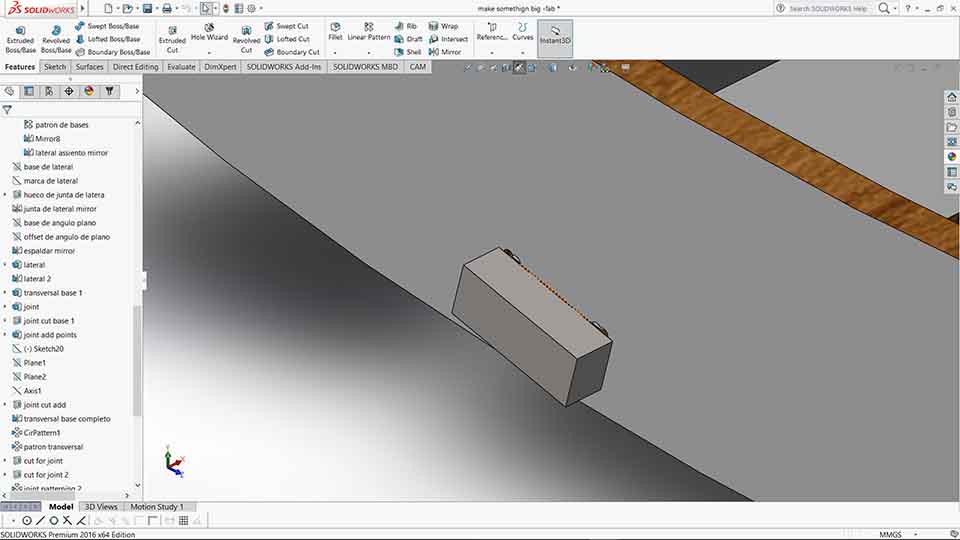 SOLIDWORKS
make somethign big -fab *
Search SOLIDWORKS Help
Extruded Boss/Base
Revolved Boss/Base
Swept Boss/Base
Lofted Boss/Base
Boundary Boss/Base
Extruded Cut
Hole Wizard
Revolved Cut
Swept Cut
Lofted Cut
Boundary Cut
Fillet
Linear Pattern
Rib
Draft
Shell
Wrap
Intersect
Mirror
Referenc...
Curves
Instant3D
Features Sketch Surfaces Direct Editing Evaluate DimXpert SOLIDWORKS Add-Ins SOLIDWORKS MBD CAM
patron de bases
Mirror8
lateral assiento mirror
base de lateral
marca de lateral
hueco de junta de latera
junta de lateral mirror
base de angulo plano
offset de angulo de plano
espaldar mirror
lateral
lateral 2
transversal base 1
joint
joint cut base 1
joint add points
(-) Sketch20
Plane1
Plane2
Axis1
joint cut add
transversal base completo
CirPattern1
patron transversal
cut for joint
cut for joint 2
joint patterning 2
Y
X
Z
Model 3D Views Motion Study 1
SOLIDWORKS Premium 2016 x64 Edition
MMGS